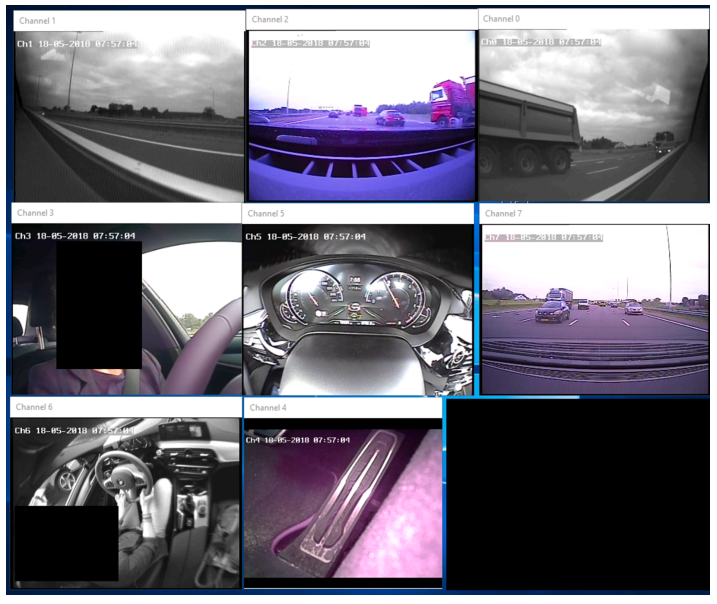 Channel 1
Channel 2
Channel 0
Ch1 18-05-2018 07:57:04
Ch2 18-05-2018 07:57:04
Ch0 18-05-2018 07:57:04
Channel 3
Channel 5
Channel 7
Ch3 18-05-2018 07:57:04
Ch5 18-05-2018 07:57:04
Ch7 18-05-2018 07:57:04
Channel 6
Channel 4
Ch6 18-05-2018 07:57:04
Ch4 18-05-2018 07:57:04